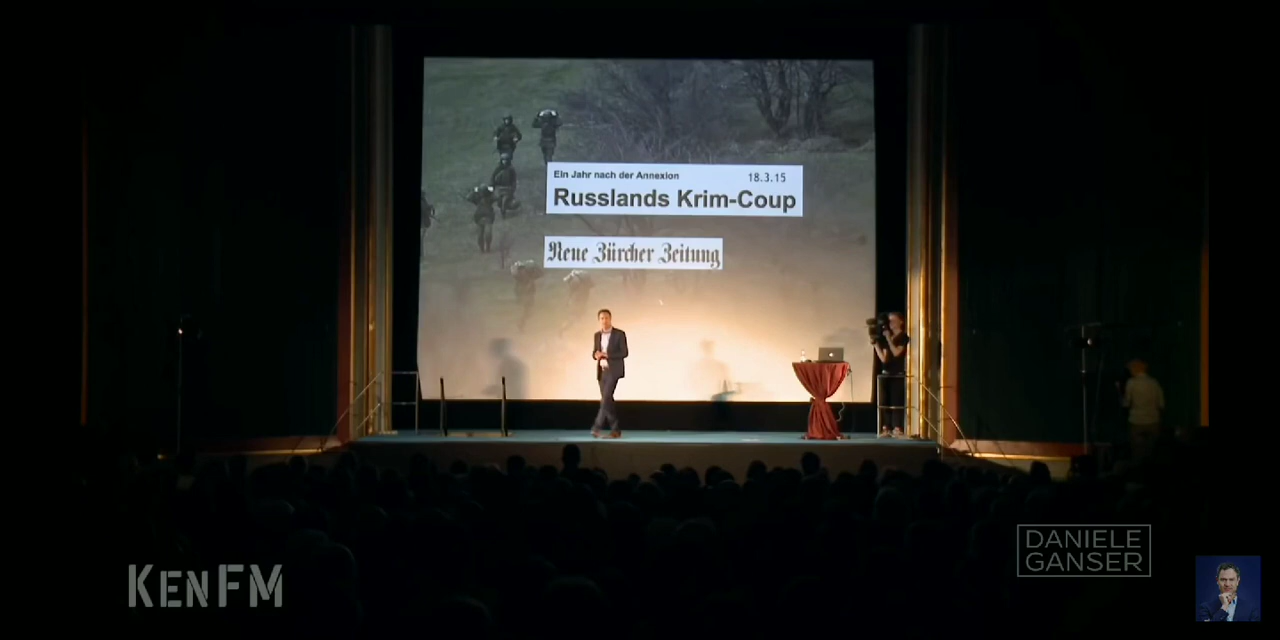 Ein Jahr nach der Annexion 18.3.15
Russlands Krim-Coup
Neue Zürcher Zeitung
KENFM
DANIELE
GANSER